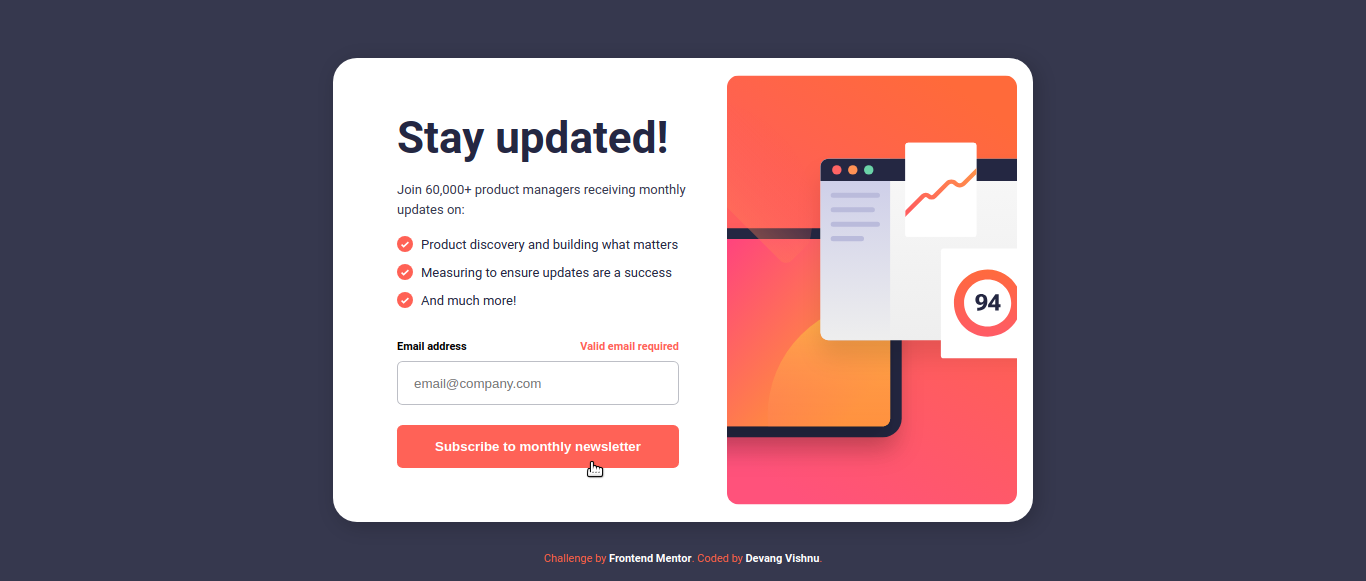 Stay updated!
Join 60,000+ product managers receiving monthly
updates on:
Product discovery and building what matters
Measuring to ensure updates are a success
And much more!
Email address Valid email required
email@company.com
Subscribe to monthly newsletter
94
Challenge by Frontend Mentor. Coded by Devang Vishnu.